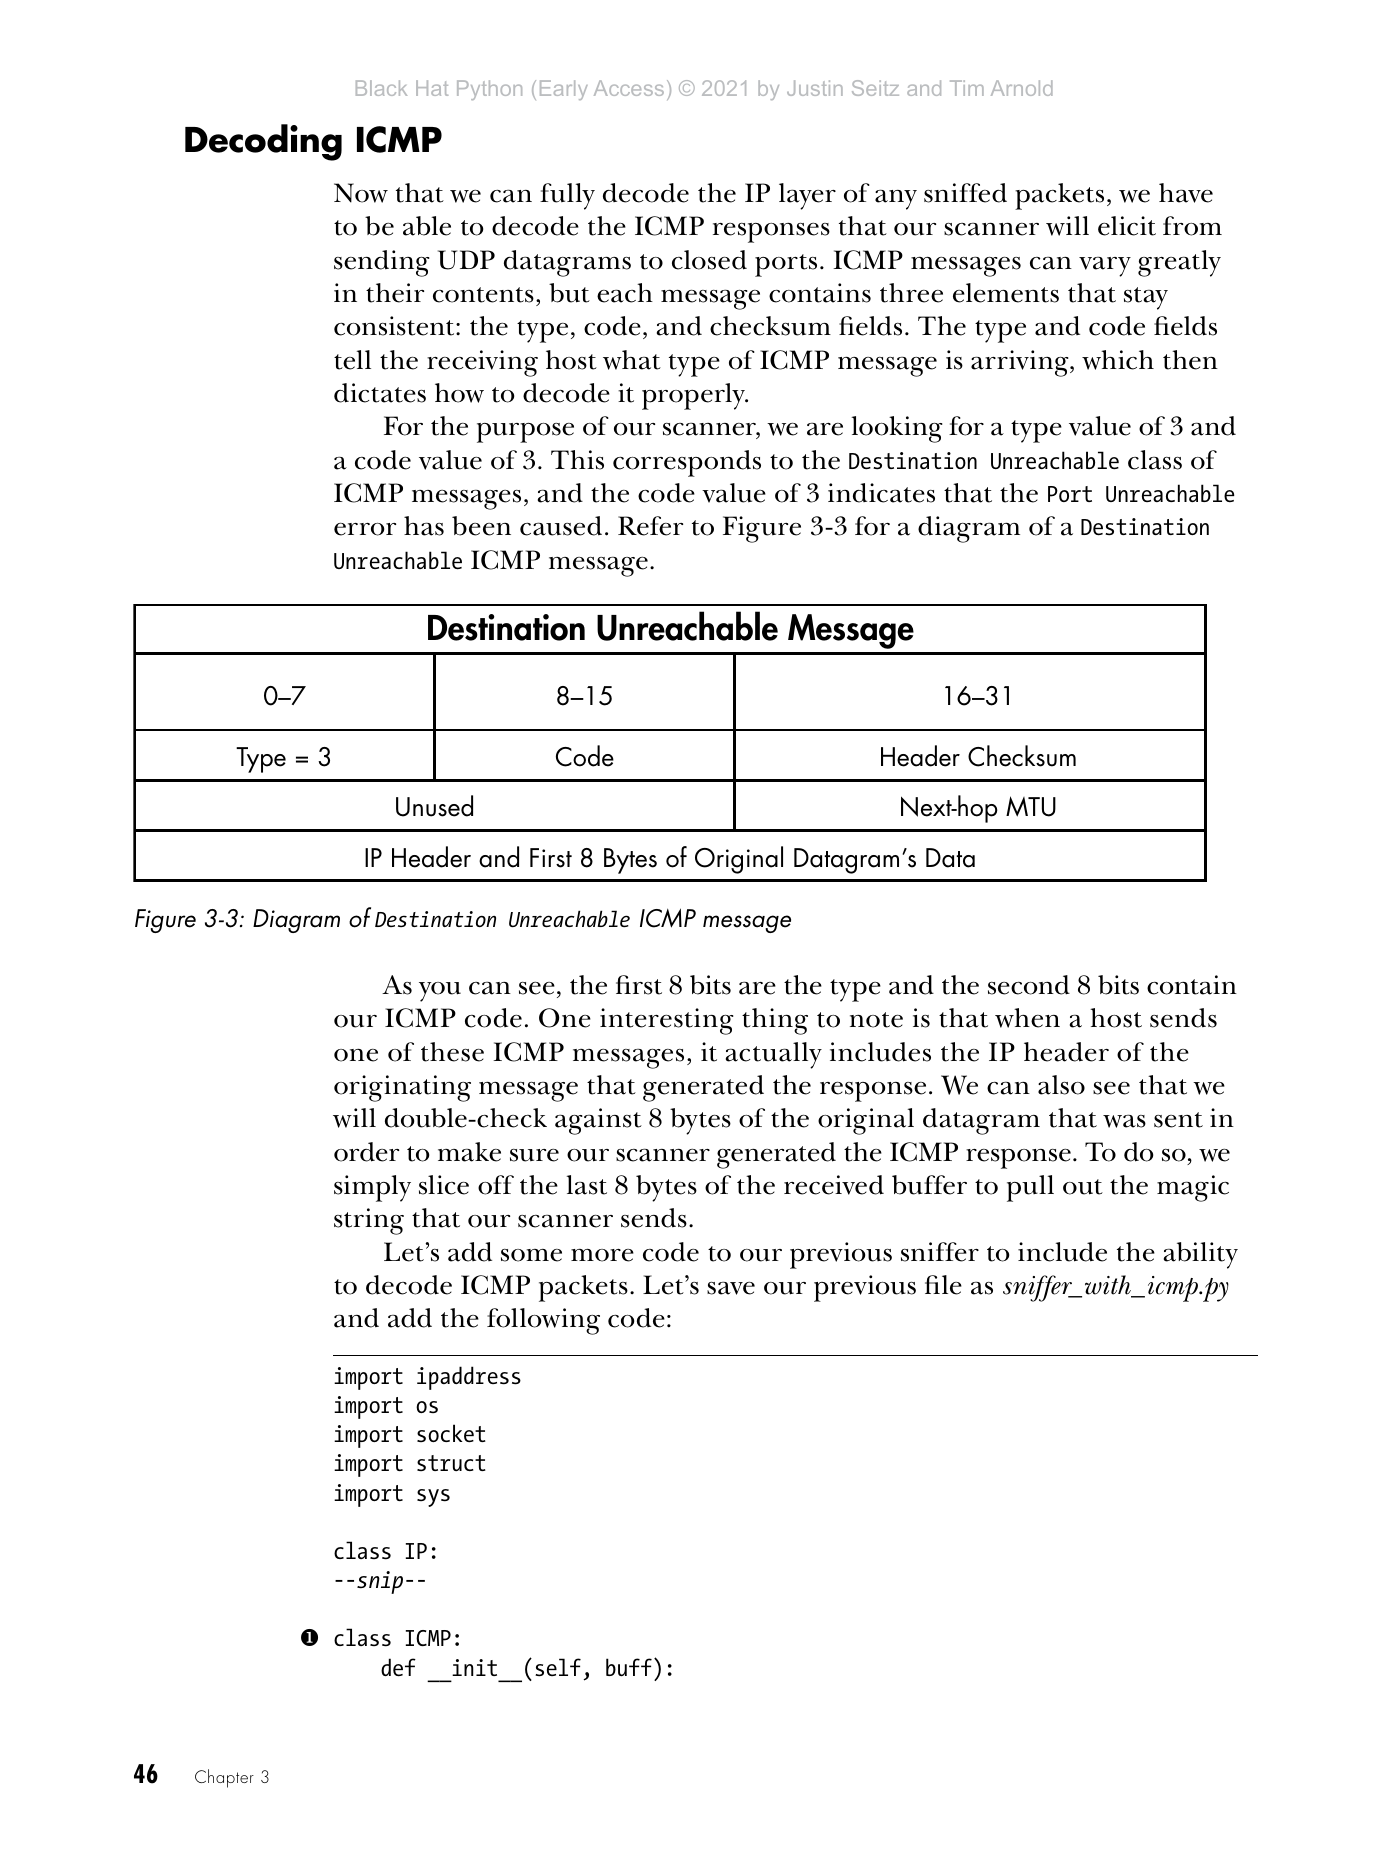 Black Hat Python (Early Access) © 2021 by Justin Seitz and Tim Arnold
Decoding ICMP
Now that we can fully decode the IP layer of any sniffed packets, we have
to be able to decode the ICMP responses that our scanner will elicit from
sending UDP datagrams to closed ports. ICMP messages can vary greatly
in their contents, but each message contains three elements that stay
consistent: the type, code, and checksum fields. The type and code fields
tell the receiving host what type of ICMP message is arriving, which then
dictates how to decode it properly.
For the purpose of our scanner, we are looking for a type value of 3 and
a code value of 3. This corresponds to the Destination Unreachable class of
ICMP messages, and the code value of 3 indicates that the Port Unreachable
error has been caused. Refer to Figure 3-3 for a diagram of a Destination
Unreachable ICMP message.
Destination Unreachable Message
0–7 8–15 16–31
Type = 3 Code Header Checksum
Unused Next-hop MTU
IP Header and First 8 Bytes of Original Datagram’s Data
Figure 3-3: Diagram of Destination Unreachable ICMP message
As you can see, the first 8 bits are the type and the second 8 bits contain
our ICMP code. One interesting thing to note is that when a host sends
one of these ICMP messages, it actually includes the IP header of the
originating message that generated the response. We can also see that we
will double-check against 8 bytes of the original datagram that was sent in
order to make sure our scanner generated the ICMP response. To do so, we
simply slice off the last 8 bytes of the received buffer to pull out the magic
string that our scanner sends.
Let’s add some more code to our previous sniffer to include the ability
to decode ICMP packets. Let’s save our previous file as sniffer_with_icmp.py
and add the following code:
import ipaddress
import os
import socket
import struct
import sys
class IP:
--snip--
❶ class ICMP:
def __init__(self, buff):
46 Chapter 3